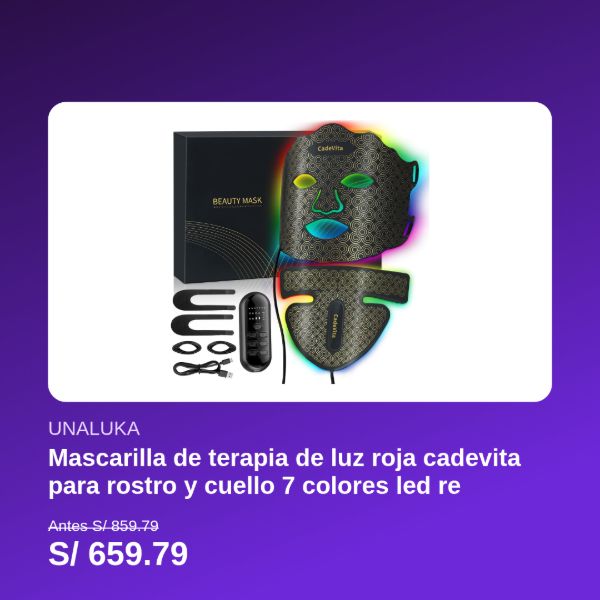 CadeVita
BEAUTY MASK
CadeVita
UNALUKA
Mascarilla de terapia de luz roja cadevita
para rostro y cuello 7 colores led re
Antes S/ 859.79
S/ 659.79